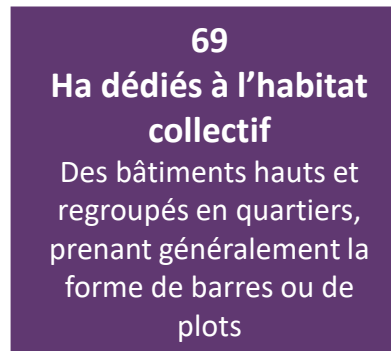 69
Ha dédiés à l’habitat
collectif
Des bâtiments hauts et
regroupés en quartiers,
prenant généralement la
forme de barres ou de
plots